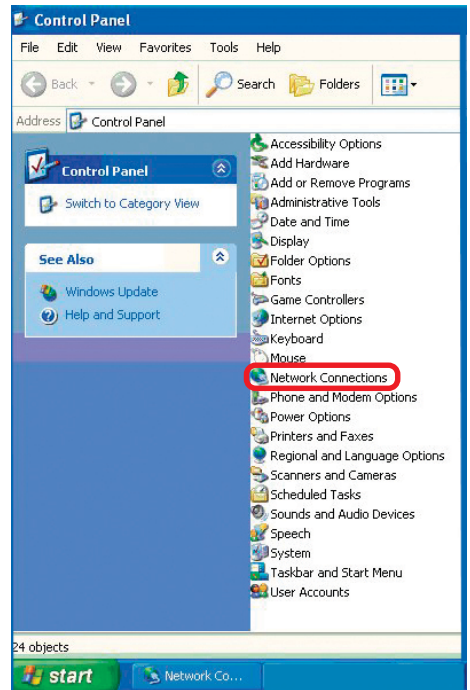 Control Panel
File Edit View Favorites Tools Help
Back Search Folders
Address Control Panel
Control Panel
Switch to Category View
See Also
Windows Update
Help and Support
Accessibility Options
Add Hardware
Add or Remove Programs
Administrative Tools
Date and Time
Display
Folder Options
Fonts
Game Controllers
Internet Options
Keyboard
Mouse
Network Connections
Phone and Modem Options
Power Options
Printers and Faxes
Regional and Language Options
Scanners and Cameras
Scheduled Tasks
Sounds and Audio Devices
Speech
System
Taskbar and Start Menu
User Accounts
24 objects
start Network Co...